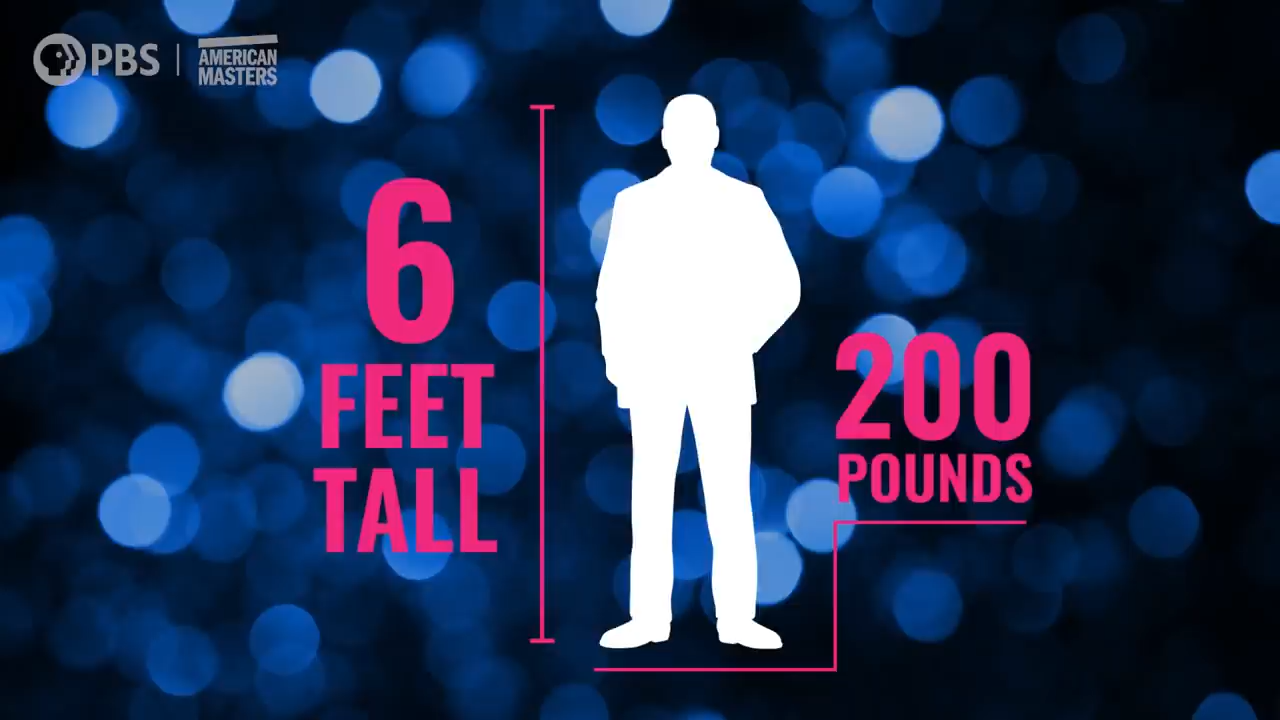 PBS
AMERICAN
MASTERS
6
FEET
TALL
200
POUNDS